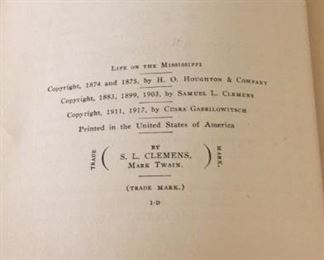 Life on the Mississippi
Copyright, 1874 and 1875, by H. O. Houghton & Company
Copyright, 1883, 1899, 1903, by Samuel L. Clemens
Copyright, 1911, 1917, by Clara Gabrilowitsch
Printed in the United States of America
BY
TRADE ( S. L. CLEMENS, ) MARK.
Mark Twain.
(TRADE MARK.)
I-D